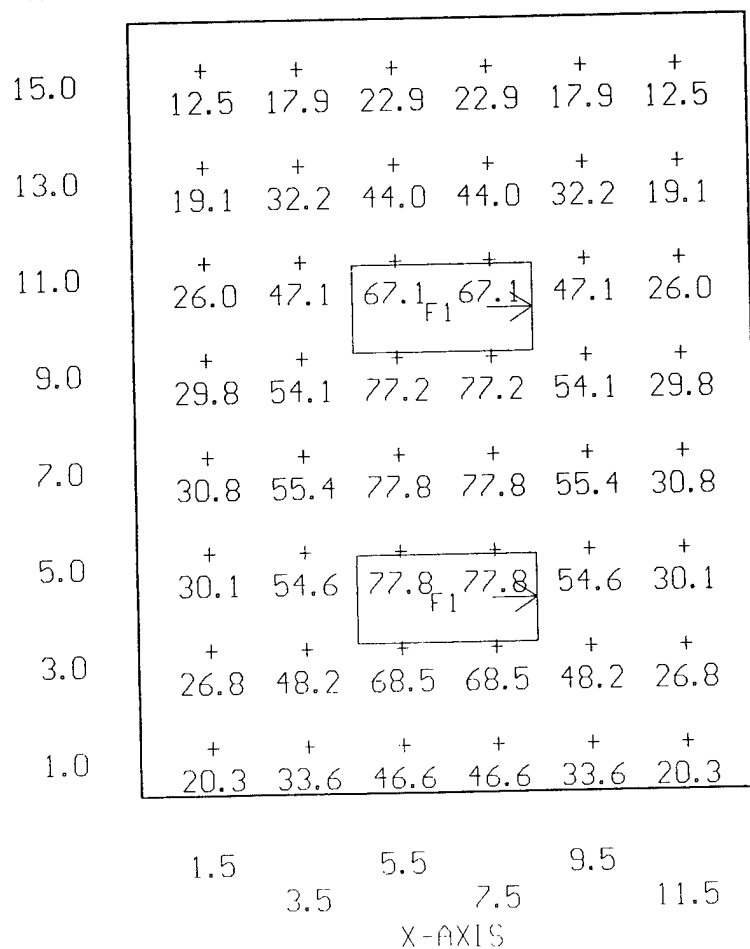 15.0 + + + + + +
12.5 17.9 22.9 22.9 17.9 12.5
13.0 + + + + + +
19.1 32.2 44.0 44.0 32.2 19.1
11.0 + + + + + +
26.0 47.1 67.1 F1 67.1 47.1 26.0
9.0 + + + + + +
29.8 54.1 77.2 77.2 54.1 29.8
7.0 + + + + + +
30.8 55.4 77.8 77.8 55.4 30.8
5.0 + + + + + +
30.1 54.6 77.8 F1 77.8 54.6 30.1
3.0 + + + + + +
26.8 48.2 68.5 68.5 48.2 26.8
1.0 + + + + + +
20.3 33.6 46.6 46.6 33.6 20.3
1.5 3.5 5.5 7.5 9.5 11.5
X-AXIS